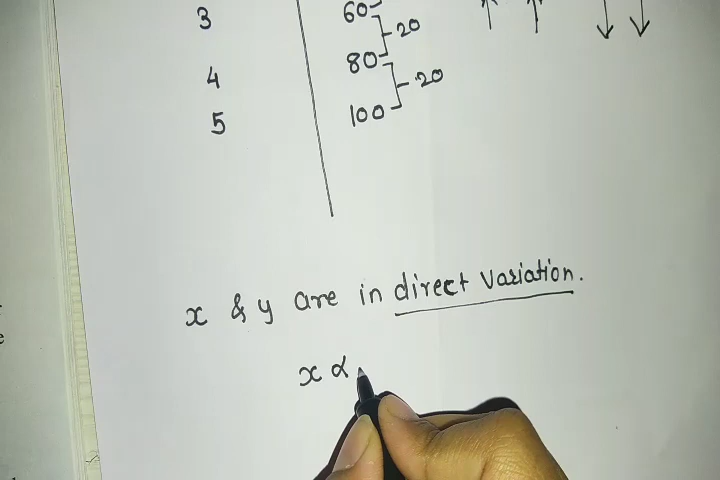 3 60
20
4 80
20
5 100
x & y are in direct variation.
x ∝